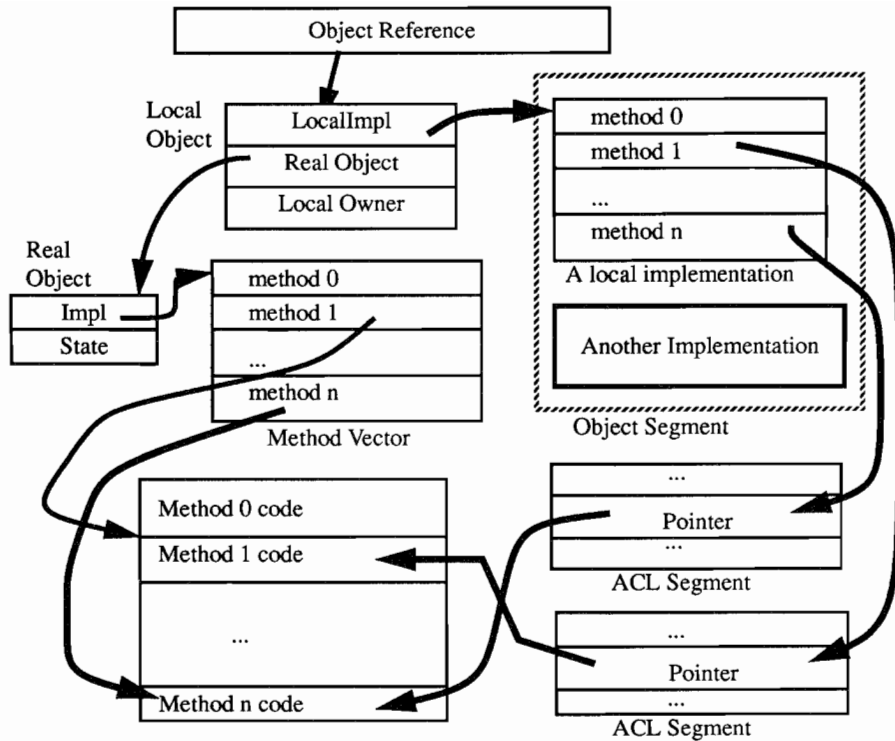 Object Reference
Local
Object
LocalImpl
Real Object
Local Owner
method 0
method 1
...
method n
A local implementation
Another Implementation
Object Segment
Real
Object
Impl
State
method 0
method 1
...
method n
Method Vector
Method 0 code
Method 1 code
...
Method n code
...
Pointer
...
ACL Segment
...
Pointer
...
ACL Segment